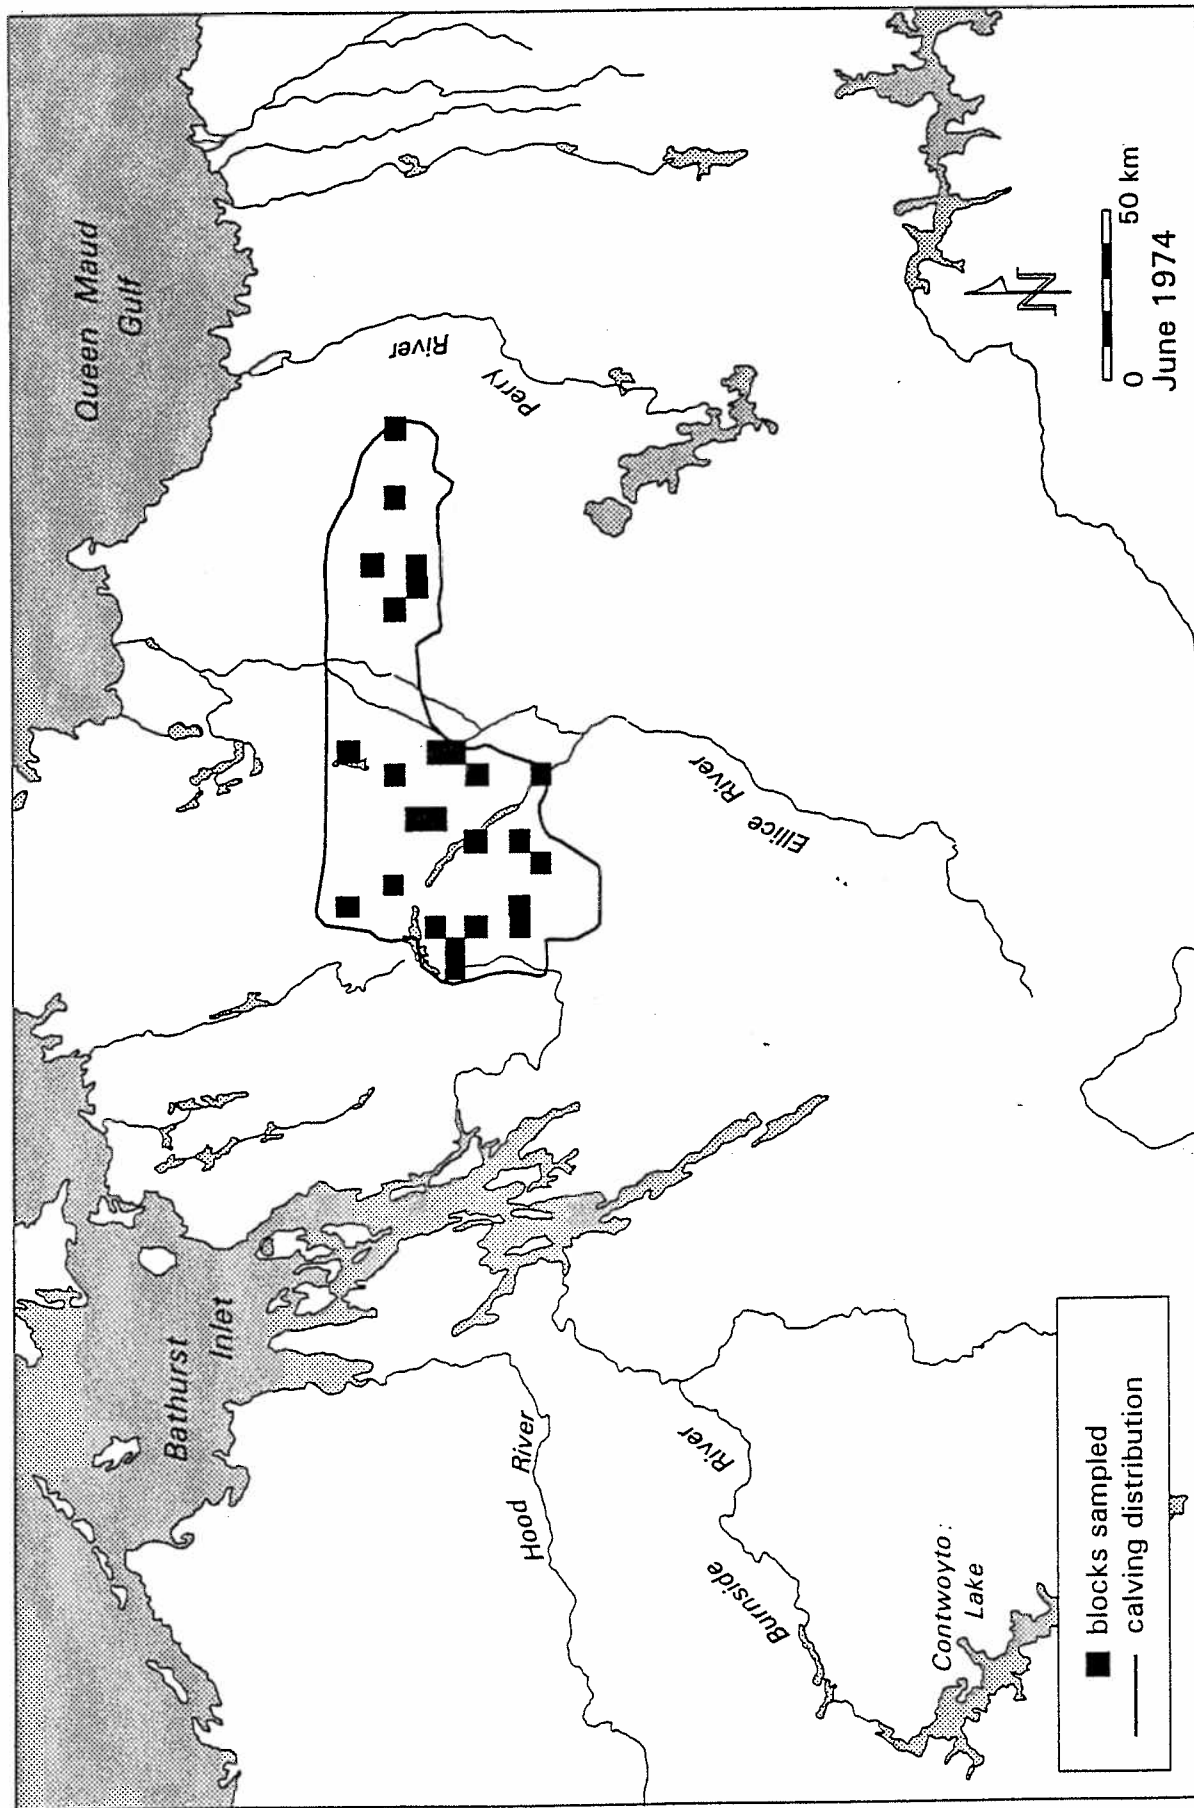 Queen Maud
Gulf
Bathurst
Inlet
Perry
River
Ellice River
Hood River
Burnside
River
Contwoyto
Lake
N
0 50 km
June 1974
blocks sampled
calving distribution